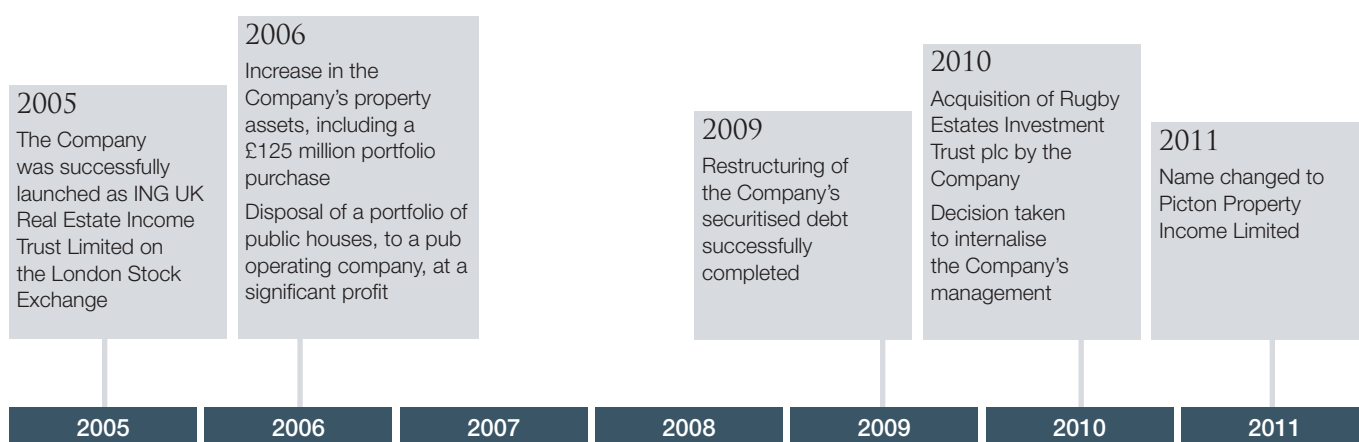 2005
The Company
was successfully
launched as ING UK
Real Estate Income
Trust Limited on
the London Stock
Exchange
2006
Increase in the
Company’s property
assets, including a
£125 million portfolio
purchase
Disposal of a portfolio of
public houses, to a pub
operating company, at a
significant profit
2009
Restructuring of
the Company’s
securitised debt
successfully
completed
2010
Acquisition of Rugby
Estates Investment
Trust plc by the
Company
Decision taken
to internalise
the Company’s
management
2011
Name changed to
Picton Property
Income Limited
2005 2006 2007 2008 2009 2010 2011